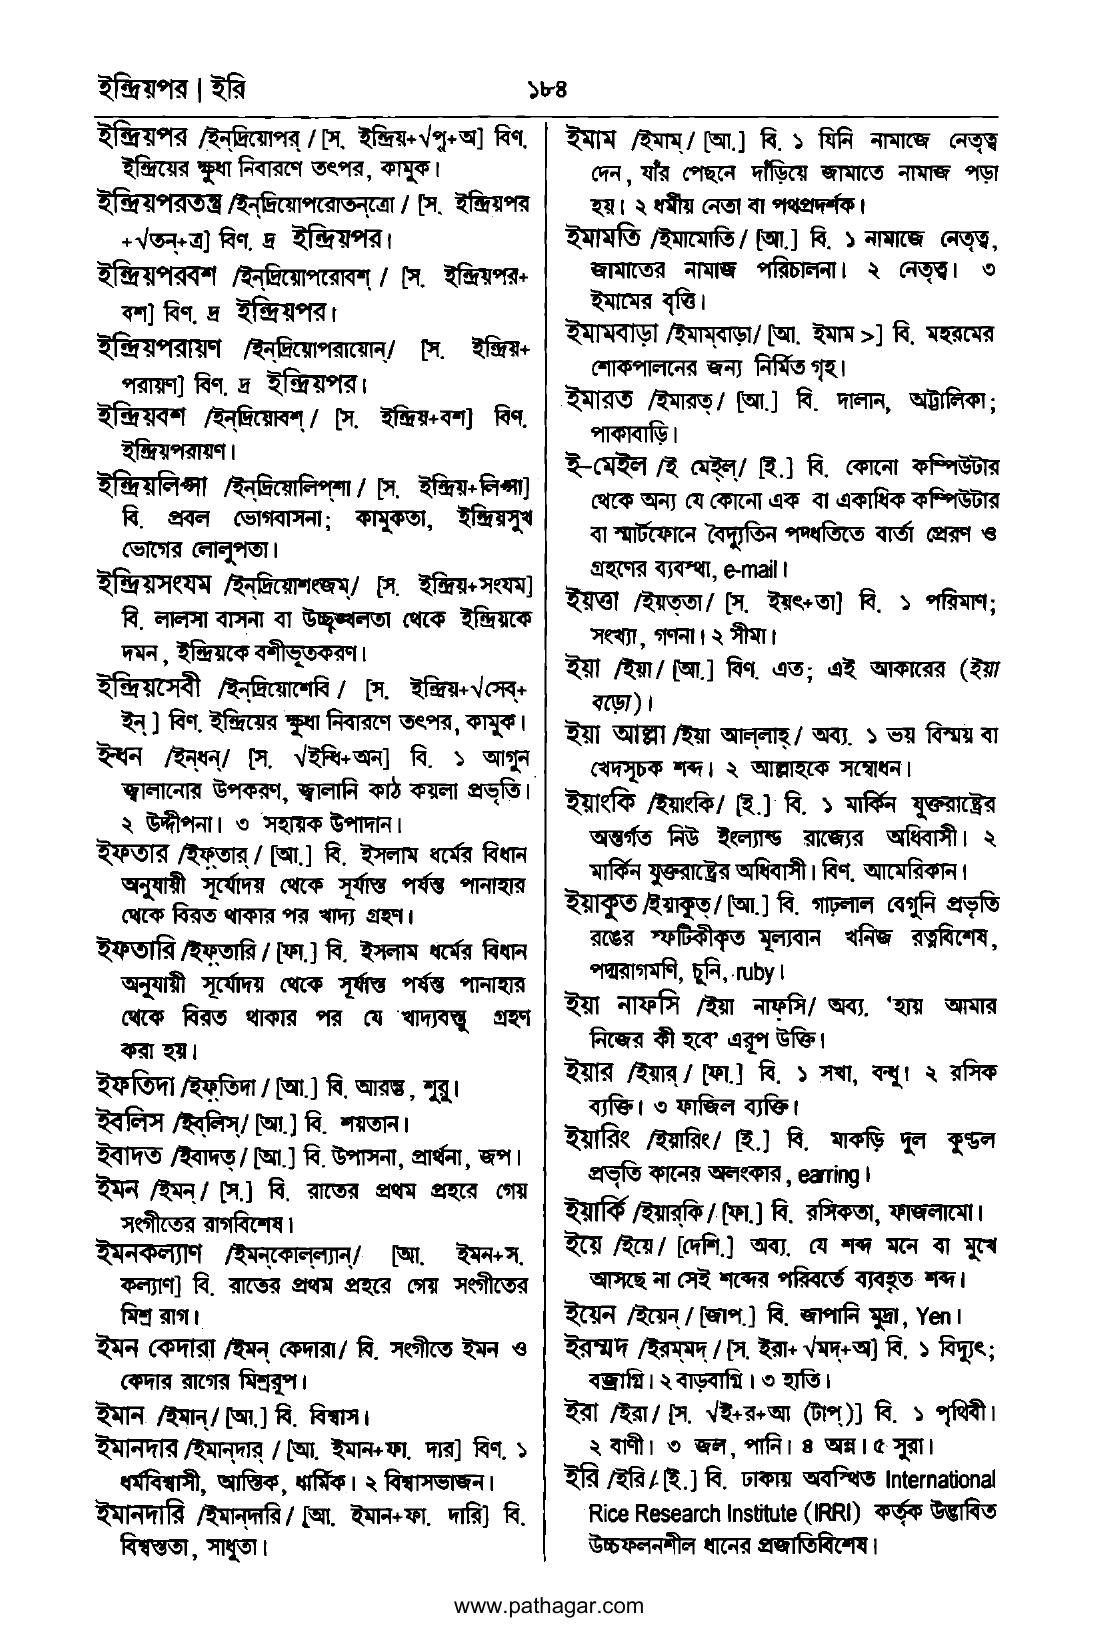 ইন্দ্রিয়পর | ইরি
১৮৪
ইন্দ্রিয়পর /ইন্‌দ্রিয়োপর্‌ / [স. ইন্দ্রিয়+√পৃ+অ] বিণ.
ইন্দ্রিয়ের ক্ষুধা নিবারণে তৎপর, কামুক।
ইন্দ্রিয়পরতন্ত্র /ইন্‌দ্রিয়োপরোতন্‌ত্রো / [স. ইন্দ্রিয়পর
+√তন্‌+ত্র] বিণ. দ্র ইন্দ্রিয়পর।
ইন্দ্রিয়পরবশ /ইন্‌দ্রিয়োপরোবশ্‌ / [স. ইন্দ্রিয়পর+
বশ] বিণ. দ্র ইন্দ্রিয়পর।
ইন্দ্রিয়পরায়ণ /ইন্‌দ্রিয়োপরায়োন্‌/ [স. ইন্দ্রিয়+
পরায়ণ] বিণ. দ্র ইন্দ্রিয়পর।
ইন্দ্রিয়বশ /ইন্‌দ্রিয়োবশ্‌ / [স. ইন্দ্রিয়+বশ] বিণ.
ইন্দ্রিয়পরায়ণ।
ইন্দ্রিয়লিপ্সা /ইন্‌দ্রিয়োলিপ্‌শা / [স. ইন্দ্রিয়+লিপ্সা]
বি. প্রবল ভোগবাসনা; কামুকতা, ইন্দ্রিয়সুখ
ভোগের লোলুপতা।
ইন্দ্রিয়সংযম /ইন্‌দ্রিয়োশংজম্‌/ [স. ইন্দ্রিয়+সংযম]
বি. লালসা বাসনা বা উচ্ছৃঙ্খলতা থেকে ইন্দ্রিয়কে
দমন, ইন্দ্রিয়কে বশীভূতকরণ।
ইন্দ্রিয়সেবী /ইন্‌দ্রিয়োশেবি / [স. ইন্দ্রিয়+√সেব্‌+
ইন্‌ ] বিণ. ইন্দ্রিয়ের ক্ষুধা নিবারণে তৎপর, কামুক।
ইন্ধন /ইন্‌ধন্‌/ [স. √ইন্ধি+অন] বি. ১ আগুন
জ্বালানোর উপকরণ, জ্বালানি কাঠ কয়লা প্রভৃতি।
২ উদ্দীপনা। ৩ সহায়ক উপাদান।
ইফতার /ইফ্‌তার্‌ / [আ.] বি. ইসলাম ধর্মের বিধান
অনুযায়ী সূর্যোদয় থেকে সূর্যাস্ত পর্যন্ত পানাহার
থেকে বিরত থাকার পর খাদ্য গ্রহণ।
ইফতারি /ইফ্‌তারি / [ফা.] বি. ইসলাম ধর্মের বিধান
অনুযায়ী সূর্যোদয় থেকে সূর্যাস্ত পর্যন্ত পানাহার
থেকে বিরত থাকার পর যে খাদ্যবস্তু গ্রহণ
করা হয়।
ইফতিদা /ইফ্‌তিদা / [আ.] বি. আরম্ভ, শুরু।
ইবলিস /ইব্‌লিস্‌/ [আ.] বি. শয়তান।
ইবাদত /ইবাদত্‌ / [আ.] বি. উপাসনা, প্রার্থনা, জপ।
ইমন /ইমন্‌ / [স.] বি. রাতের প্রথম প্রহরে গেয়
সংগীতের রাগবিশেষ।
ইমনকল্যাণ /ইমন্‌কোল্‌ল্যান্‌/ [আ. ইমন+স.
কল্যাণ] বি. রাতের প্রথম প্রহরে গেয় সংগীতের
মিশ্র রাগ।
ইমন কেদারা /ইমন্‌ কেদারা/ বি. সংগীতে ইমন ও
কেদার রাগের মিশ্ররূপ।
ইমান /ইমান্‌/ [আ.] বি. বিশ্বাস।
ইমানদার /ইমান্‌দার্‌ / [আ. ইমান+ফা. দার] বিণ. ১
ধর্মবিশ্বাসী, আস্তিক, ধার্মিক। ২ বিশ্বাসভাজন।
ইমানদারি /ইমান্‌দারি / [আ. ইমান+ফা. দারি] বি.
বিশ্বস্ততা, সাধুতা।
ইমাম /ইমাম্‌ / [আ.] বি. ১ যিনি নামাজে নেতৃত্ব
দেন, যাঁর পেছনে দাঁড়িয়ে জামাতে নামাজ পড়া
হয়। ২ ধর্মীয় নেতা বা পথপ্রদর্শক।
ইমামতি /ইমামোতি / [আ.] বি. ১ নামাজে নেতৃত্ব,
জামাতের নামাজ পরিচালনা। ২ নেতৃত্ব। ৩
ইমামের বৃত্তি।
ইমামবাড়া /ইমাম্‌বাড়া/ [আ. ইমাম >] বি. মহরমের
শোকপালনের জন্য নির্মিত গৃহ।
ইমারত /ইমারত্‌ / [আ.] বি. দালান, অট্টালিকা;
পাকাবাড়ি।
ই-মেইল /ই মেইল্‌/ [ই.] বি. কোনো কম্পিউটার
থেকে অন্য যে কোনো এক বা একাধিক কম্পিউটার
বা স্মার্টফোনে বৈদ্যুতিন পদ্ধতিতে বার্তা প্রেরণ ও
গ্রহণের ব্যবস্থা, e-mail।
ইয়ত্তা /ইয়ত্‌তা / [স. ইয়ৎ+তা] বি. ১ পরিমাণ;
সংখ্যা, গণনা। ২ সীমা।
ইয়া /ইয়া / [আ.] বিণ. এত; এই আকারের (ইয়া
বড়ো)।
ইয়া আল্লা /ইয়া আল্‌লাহ্‌ / অব্য. ১ ভয় বিস্ময় বা
খেদসূচক শব্দ। ২ আল্লাহকে সম্বোধন।
ইয়াংকি /ইয়াংকি/ [ই.] বি. ১ মার্কিন যুক্তরাষ্ট্রের
অন্তর্গত নিউ ইংল্যান্ড রাজ্যের অধিবাসী। ২
মার্কিন যুক্তরাষ্ট্রের অধিবাসী। বিণ. আমেরিকান।
ইয়াকুত /ইয়াকুত্‌ / [আ.] বি. গাঢ়লাল বেগুনি প্রভৃতি
রঙের স্ফটিকীকৃত মূল্যবান খনিজ রত্নবিশেষ,
পদ্মরাগমণি, চুনি, ruby।
ইয়া নাফসি /ইয়া নাফ্‌সি/ অব্য. ‘হায় আমার
নিজের কী হবে’ এরূপ উক্তি।
ইয়ার /ইয়ার্‌ / [ফা.] বি. ১ সখা, বন্ধু। ২ রসিক
ব্যক্তি। ৩ ফাজিল ব্যক্তি।
ইয়ারিং /ইয়ারিং/ [ই.] বি. মাকড়ি দুল কুণ্ডল
প্রভৃতি কানের অলংকার, earring।
ইয়ার্কি /ইয়ার্‌কি / [ফা.] বি. রসিকতা, ফাজলামো।
ইয়ে /ইয়ে / [দেশি.] অব্য. যে শব্দ মনে বা মুখে
আসছে না সেই শব্দের পরিবর্তে ব্যবহৃত শব্দ।
ইয়েন /ইয়েন্‌ / [জাপ.] বি. জাপানি মুদ্রা, Yen।
ইরম্মদ /ইরম্‌মদ্‌ / [স. ইরা+ √মদ্‌+অ] বি. ১ বিদ্যুৎ;
বজ্রাগ্নি। ২ বাড়বাগ্নি। ৩ হাতি।
ইরা /ইরা / [স. √ই+র+আ (টাপ্‌)] বি. ১ পৃথিবী।
২ বাণী। ৩ জল, পানি। ৪ অন্ন। ৫ সুরা।
ইরি /ইরি / [ই.] বি. ঢাকায় অবস্থিত International
Rice Research Institute (IRRI) কর্তৃক উদ্ভাবিত
উচ্চফলনশীল ধানের প্রজাতিবিশেষ।
www.pathagar.com